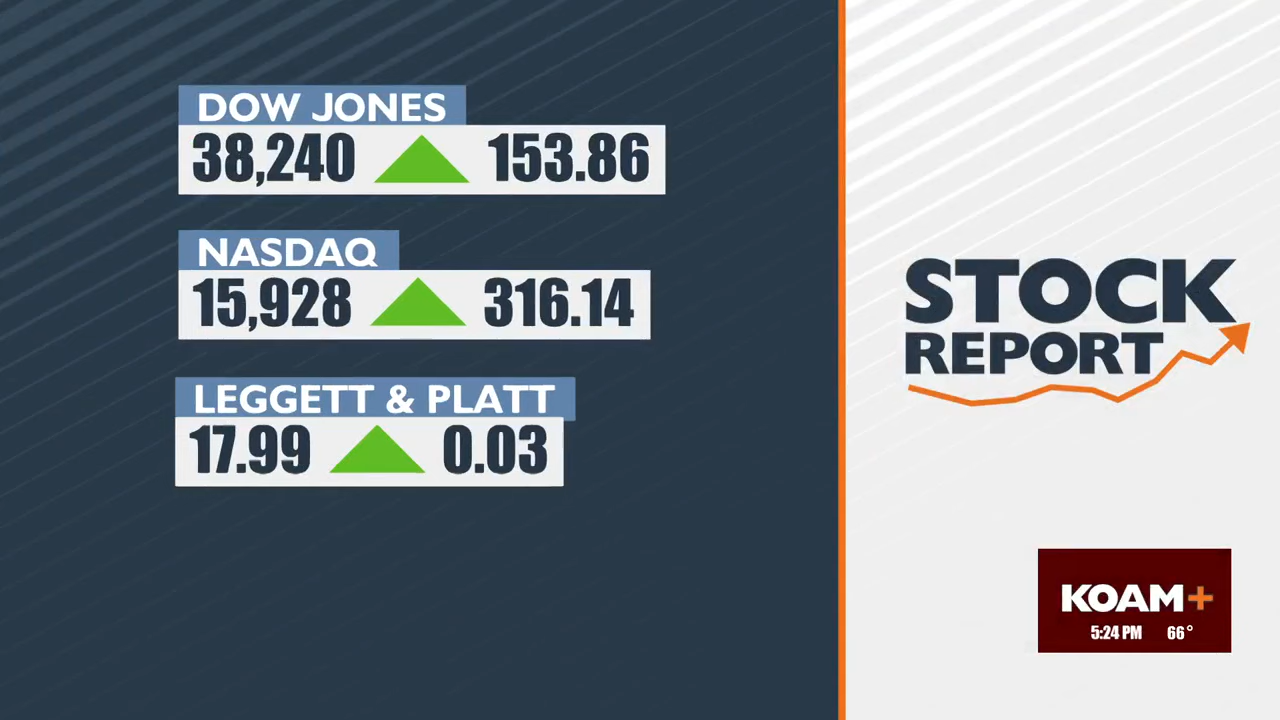 DOW JONES
38,240 153.86
NASDAQ
15,928 316.14
LEGGETT & PLATT
17.99 0.03
STOCK
REPORT
KOAM+
5:24 PM 66°